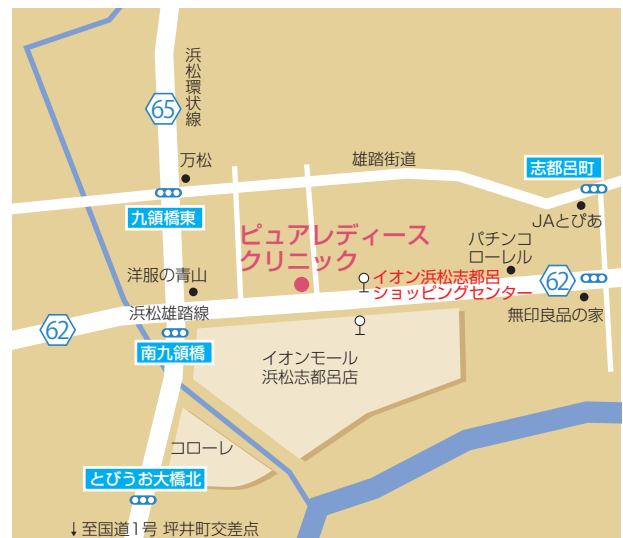 浜松環状線
65
万松
雄踏街道
志都呂町
九領橋東
JAとぴあ
ピュアレディース
クリニック
パチンコ
ローレル
洋服の青山
イオン浜松志都呂
ショッピングセンター
62
浜松雄踏線
無印良品の家
62
南九領橋
イオンモール
浜松志都呂店
コローレ
とびうお大橋北
↓至国道1号 坪井町交差点